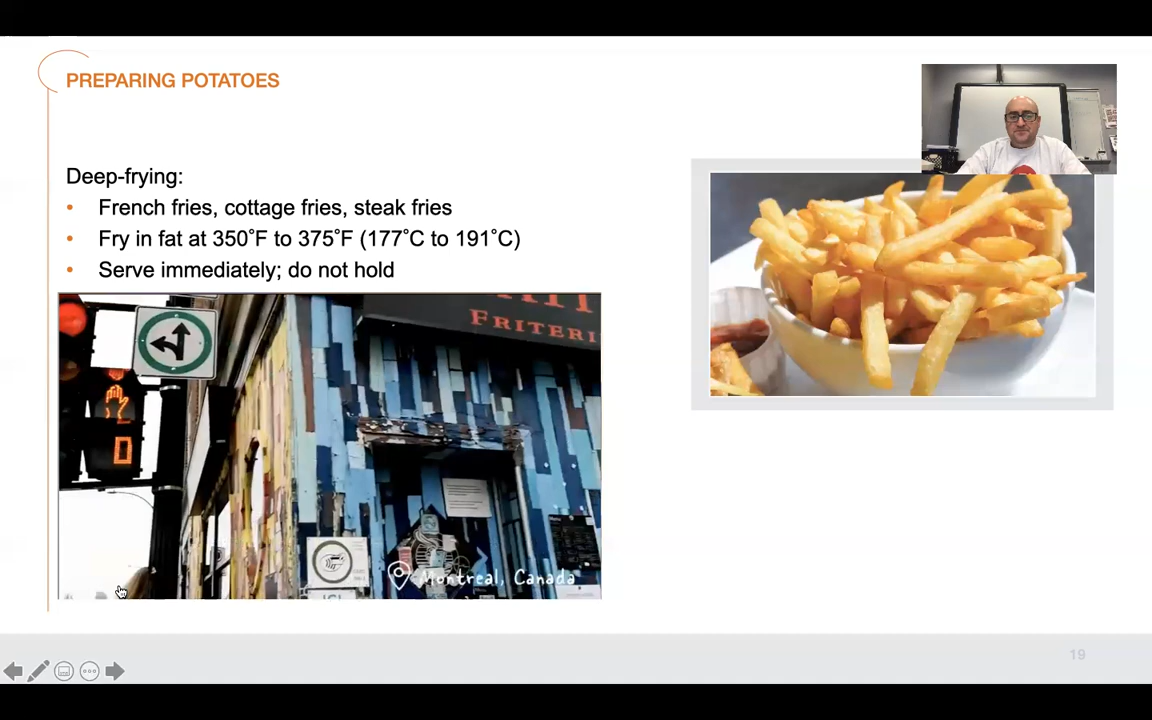 PREPARING POTATOES
Deep-frying:
• French fries, cottage fries, steak fries
• Fry in fat at 350˚F to 375˚F (177˚C to 191˚C)
• Serve immediately; do not hold
FRITERI
0
Montreal, Canada
19